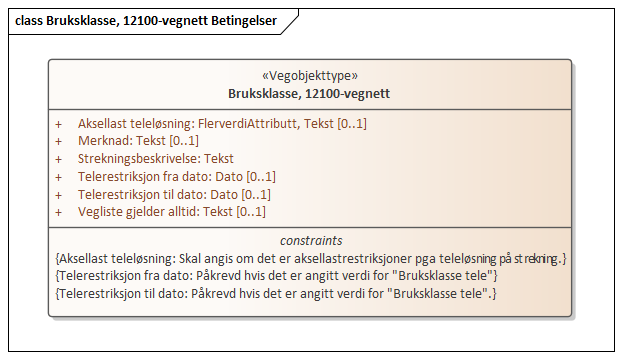 class Bruksklasse, 12100-vegnett Betingelser
«Vegobjekttype»
Bruksklasse, 12100-vegnett
+ Aksellast teleløsning: FlerverdiAttributt, Tekst [0..1]
+ Merknad: Tekst [0..1]
+ Strekningsbeskrivelse: Tekst
+ Telerestriksjon fra dato: Dato [0..1]
+ Telerestriksjon til dato: Dato [0..1]
+ Vegliste gjelder alltid: Tekst [0..1]
constraints
{Aksellast teleløsning: Skal angis om det er aksellastrestriksjoner pga teleløsning på strekning.}
{Telerestriksjon fra dato: Påkrevd hvis det er angitt verdi for "Bruksklasse tele"}
{Telerestriksjon til dato: Påkrevd hvis det er angitt verdi for "Bruksklasse tele".}